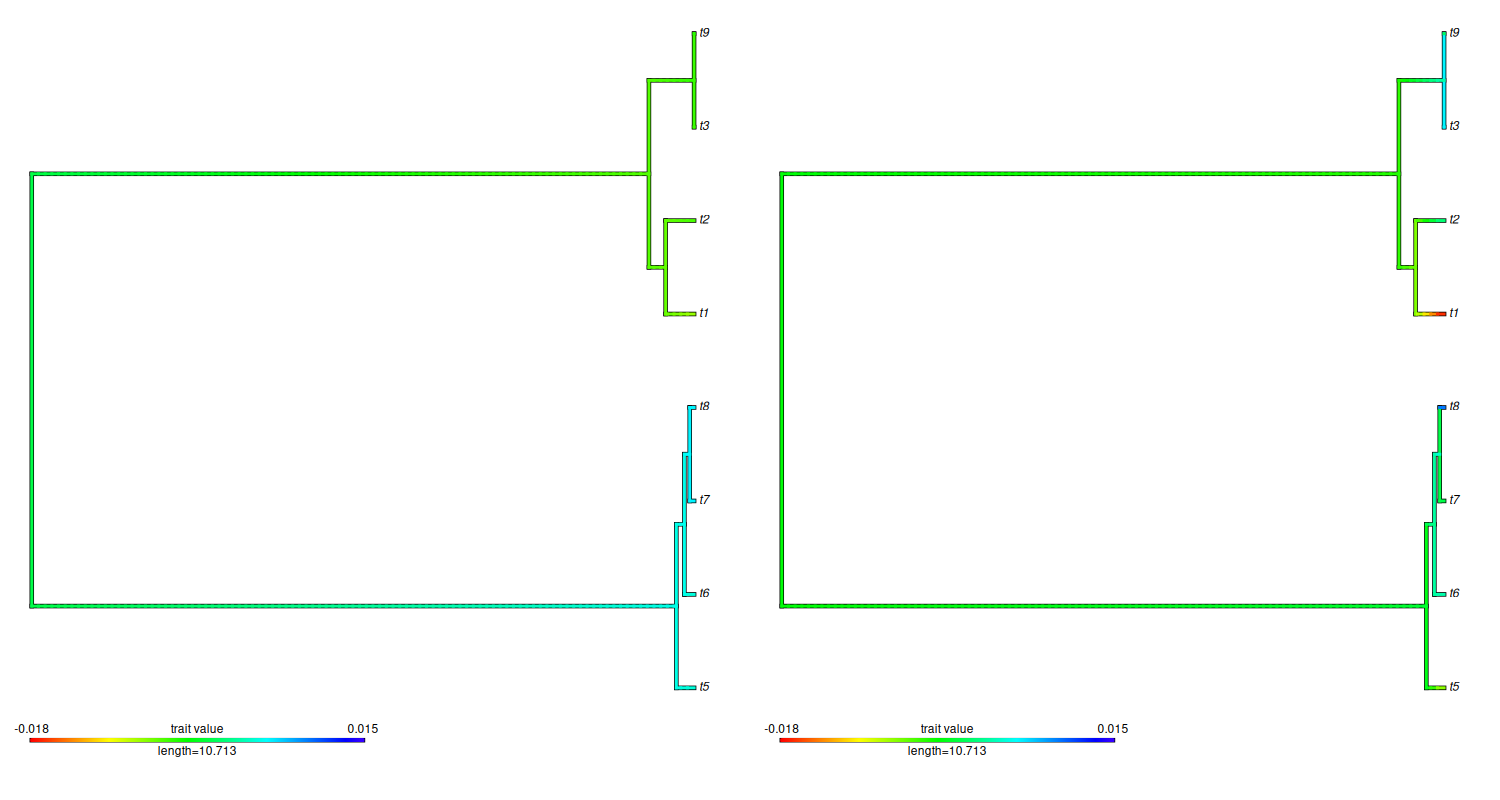 t9
t3
t2
t1
t8
t7
t6
t5
-0.018 trait value 0.015
length=10.713
t9
t3
t2
t1
t8
t7
t6
t5
-0.018 trait value 0.015
length=10.713